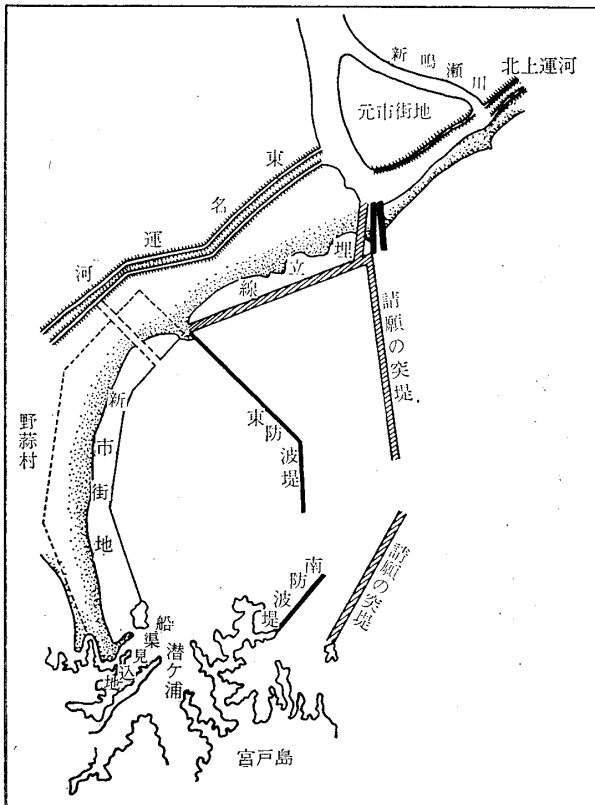 新鳴瀬川
北上運河
元市街地
東名運河
埋立線
請願の突堤
野蒜村
新市街地
東防波堤
請願の突堤
南防波堤
船渠見込地
潜ケ浦
宮戸島